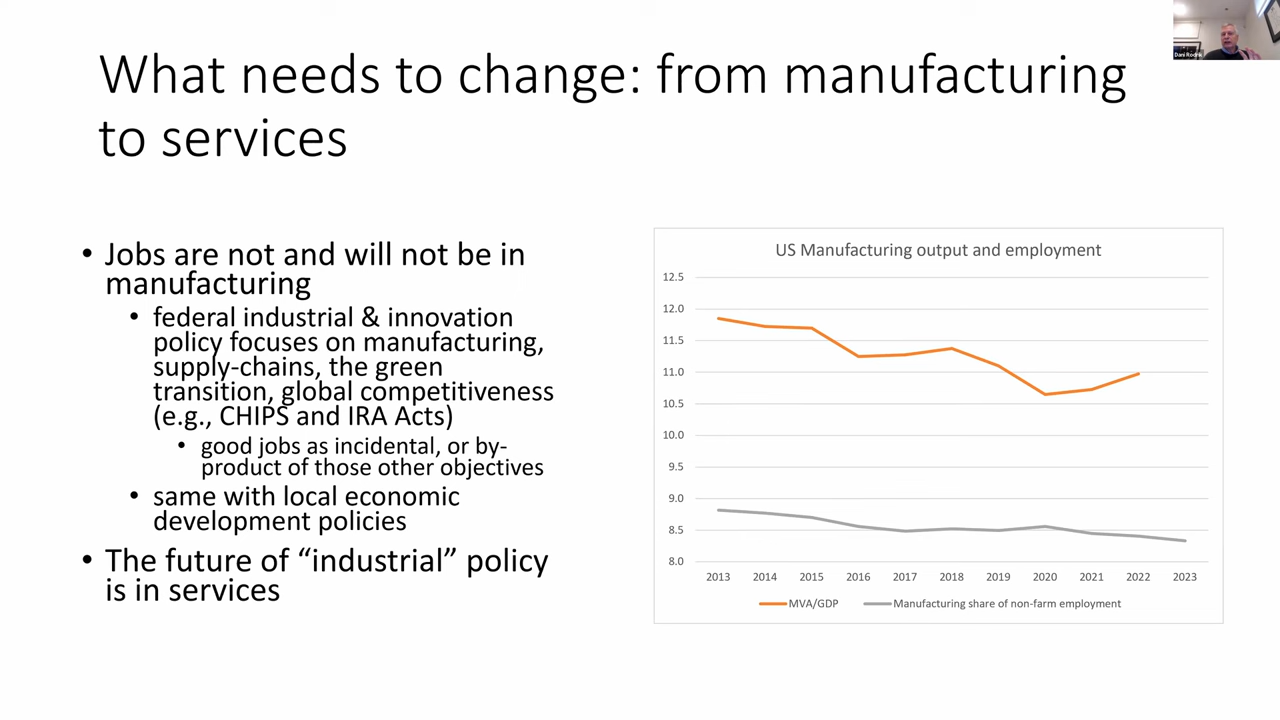 What needs to change: from manufacturing
to services
Dani Rodrik
• Jobs are not and will not be in
manufacturing
• federal industrial & innovation
policy focuses on manufacturing,
supply-chains, the green
transition, global competitiveness
(e.g., CHIPS and IRA Acts)
• good jobs as incidental, or by-
product of those other objectives
• same with local economic
development policies
• The future of “industrial” policy
is in services
US Manufacturing output and employment
12.5
12.0
11.5
11.0
10.5
10.0
9.5
9.0
8.5
8.0
2013 2014 2015 2016 2017 2018 2019 2020 2021 2022 2023
MVA/GDP Manufacturing share of non-farm employment